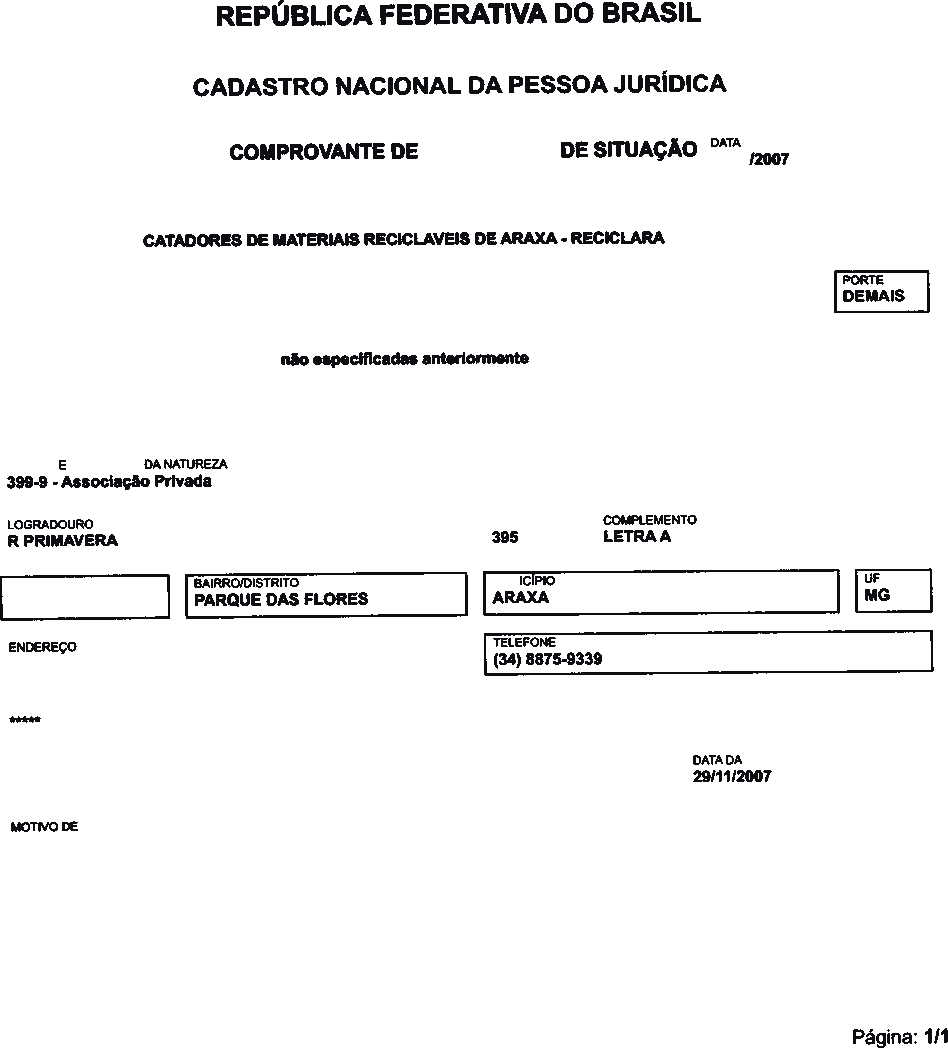 REPÚBLICA FEDERATIVA DO BRASIL
CADASTRO NACIONAL DA PESSOA JURÍDICA
COMPROVANTE DE DE SITUAÇÃO DATA /2007
CATADORES DE MATERIAIS RECICLAVEIS DE ARAXA - RECICLARA
PORTE
DEMAIS
não especificadas anteriormente
E DA NATUREZA
399-9 - Associação Privada
LOGRADOURO COMPLEMENTO
R PRIMAVERA 395 LETRA A
BAIRRO/DISTRITO ICÍPIO UF
PARQUE DAS FLORES ARAXA MG
ENDEREÇO TELEFONE
(34) 8875-9339
*****
DATA DA
29/11/2007
MOTIVO DE
Página: 1/1